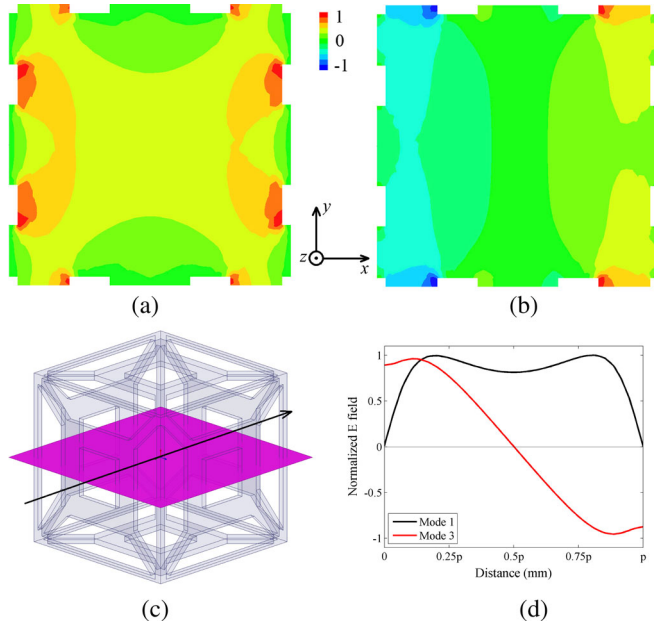 1
0
-1
y
z
x
(a)
(b)
1
0.5
0
-0.5
-1
Normalized E field
Mode 1
Mode 3
0
0.25p
0.5p
0.75p
p
Distance (mm)
(c)
(d)